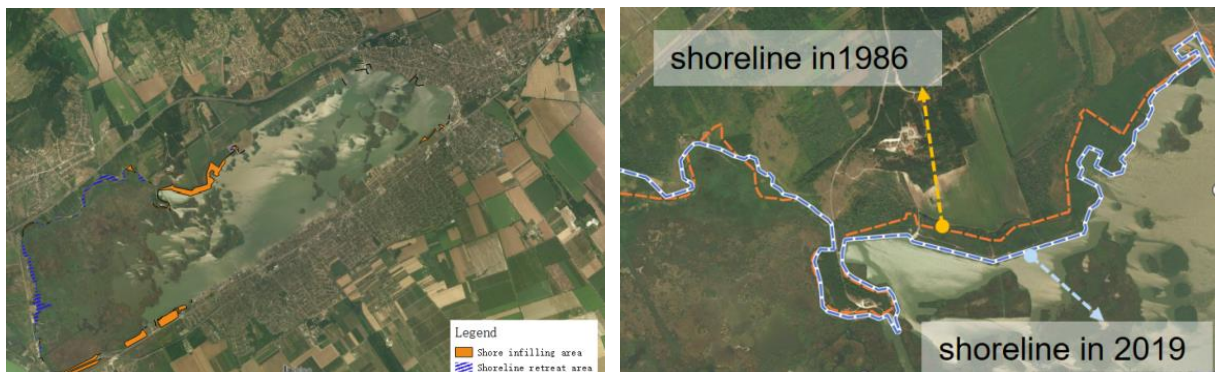 Legend
Shore infilling area
Shoreline retreat area
shoreline in1986
shoreline in 2019